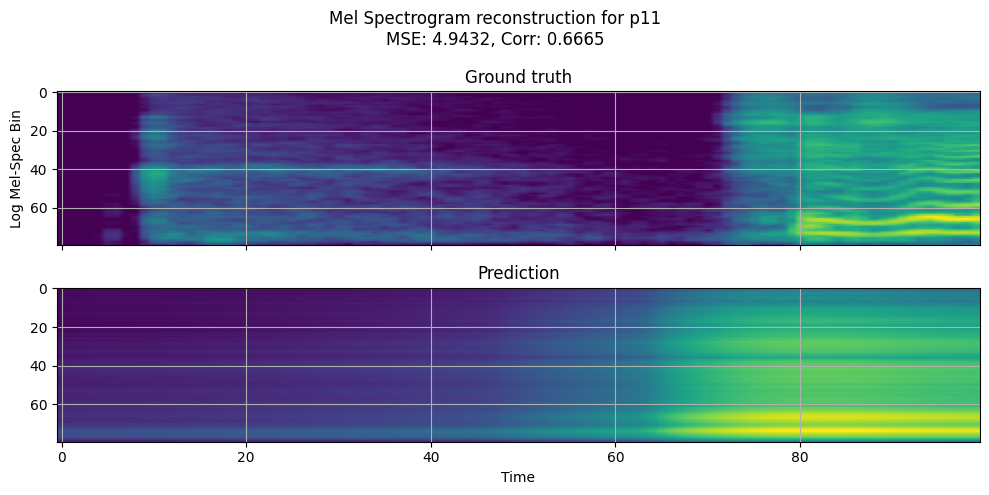 Mel Spectrogram reconstruction for p11
MSE: 4.9432, Corr: 0.6665
Ground truth
Log Mel-Spec Bin
0
20
40
60
Prediction
0
20
40
60
0 20 40 60 80
Time